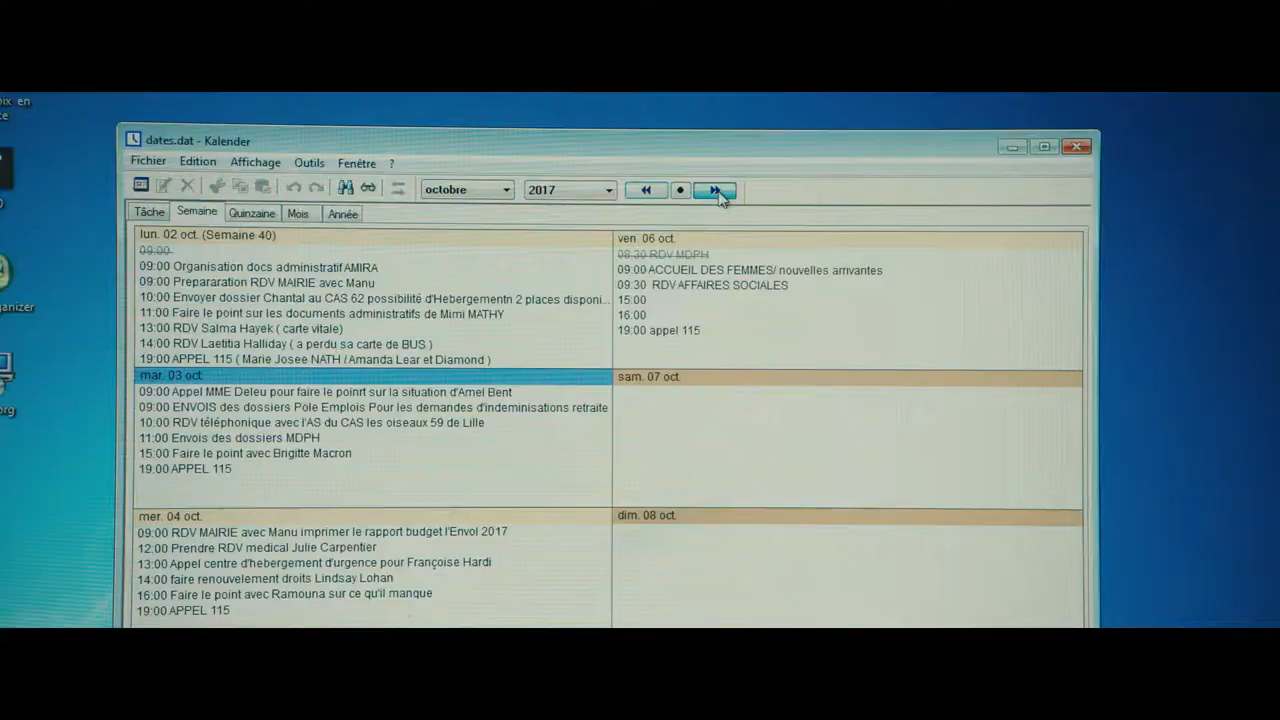 oix en
ce
dates.dat - Kalender
Fichier Edition Affichage Outils Fenêtre ?
octobre 2017
Tâche Semaine Quinzaine Mois Année
lun. 02 oct. (Semaine 40)
09:00
09:00 Organisation docs administratif AMIRA
09:00 Prepararation RDV MAIRIE avec Manu
10:00 Envoyer dossier Chantal au CAS 62 possibilité d'Hebergementn 2 places disponi...
11:00 Faire le point sur les documents administratifs de Mimi MATHY
13:00 RDV Salma Hayek ( carte vitale)
14:00 RDV Laetitia Halliday ( a perdu sa carte de BUS )
19:00 APPEL 115 ( Marie Josee NATH / Amanda Lear et Diamond )
mar. 03 oct.
09:00 Appel MME Deleu pour faire le poinrt sur la situation d'Amel Bent
09:00 ENVOIS des dossiers Pole Emplois Pour les demandes d'indeminisations retraite
10:00 RDV téléphonique avec l'AS du CAS les oiseaux 59 de Lille
11:00 Envois des dossiers MDPH
15:00 Faire le point avec Brigitte Macron
19:00 APPEL 115
mer. 04 oct.
09:00 RDV MAIRIE avec Manu imprimer le rapport budget l'Envol 2017
12:00 Prendre RDV medical Julie Carpentier
13:00 Appel centre d'hebergement d'urgence pour Françoise Hardi
14:00 faire renouvelement droits Lindsay Lohan
16:00 Faire le point avec Ramouna sur ce qu'il manque
19:00 APPEL 115
ven. 06 oct.
08:30 RDV MDPH
09:00 ACCUEIL DES FEMMES/ nouvelles arrivantes
09:30 RDV AFFAIRES SOCIALES
15:00
16:00
19:00 appel 115
sam. 07 oct.
dim. 08 oct.
ganizer
org